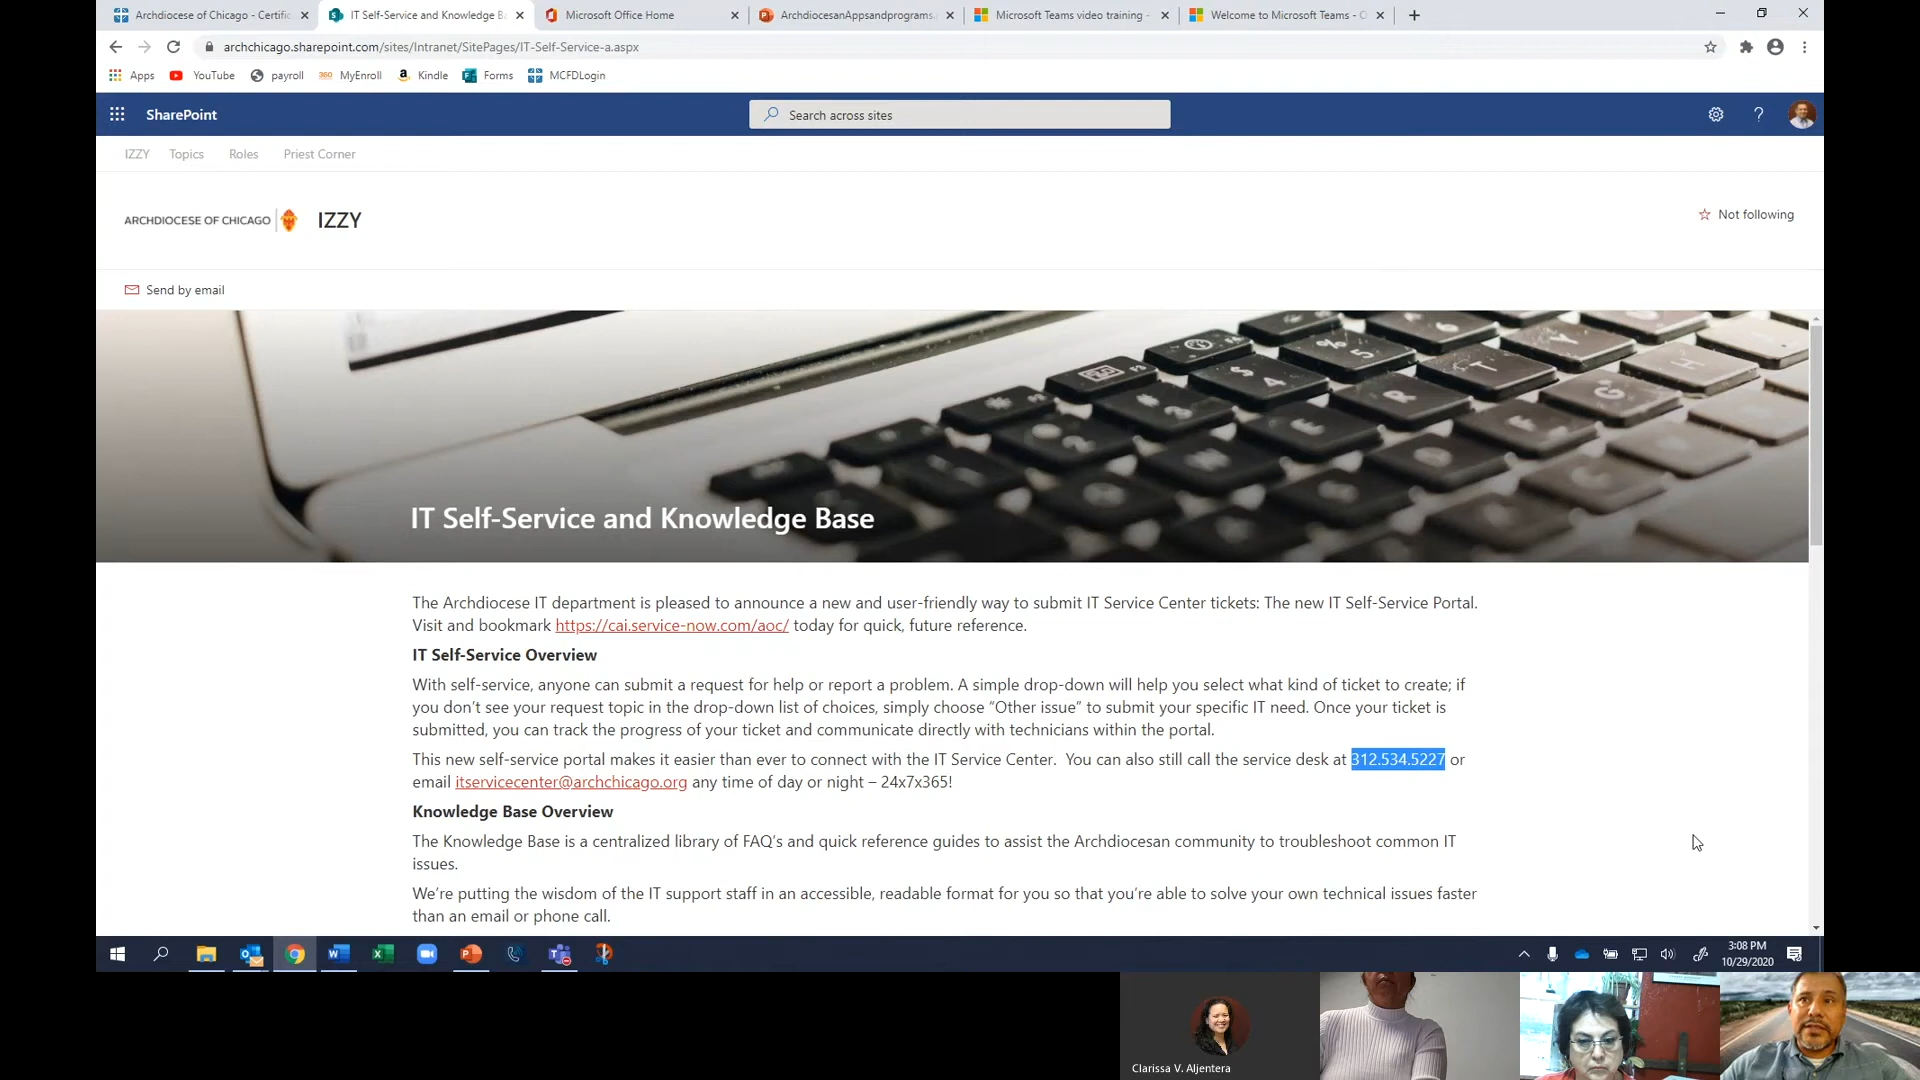 Archdiocese of Chicago - Certific
IT Self-Service and Knowledge Ba
Microsoft Office Home
ArchdiocesanAppsandprograms.
Microsoft Teams video training -
Welcome to Microsoft Teams - O
archchicago.sharepoint.com/sites/Intranet/SitePages/IT-Self-Service-a.aspx
Apps YouTube payroll MyEnroll Kindle Forms MCFDLogin
SharePoint
Search across sites
IZZY Topics Roles Priest Corner
ARCHDIOCESE OF CHICAGO IZZY
Not following
Send by email
IT Self-Service and Knowledge Base
The Archdiocese IT department is pleased to announce a new and user-friendly way to submit IT Service Center tickets: The new IT Self-Service Portal.
Visit and bookmark https://cai.service-now.com/aoc/ today for quick, future reference.
IT Self-Service Overview
With self-service, anyone can submit a request for help or report a problem. A simple drop-down will help you select what kind of ticket to create; if
you don’t see your request topic in the drop-down list of choices, simply choose “Other issue” to submit your specific IT need. Once your ticket is
submitted, you can track the progress of your ticket and communicate directly with technicians within the portal.
This new self-service portal makes it easier than ever to connect with the IT Service Center. You can also still call the service desk at 312.534.5227 or
email itservicecenter@archchicago.org any time of day or night – 24x7x365!
Knowledge Base Overview
The Knowledge Base is a centralized library of FAQ’s and quick reference guides to assist the Archdiocesan community to troubleshoot common IT
issues.
We’re putting the wisdom of the IT support staff in an accessible, readable format for you so that you’re able to solve your own technical issues faster
than an email or phone call.
3:08 PM
10/29/2020
Clarissa V. Aljentera